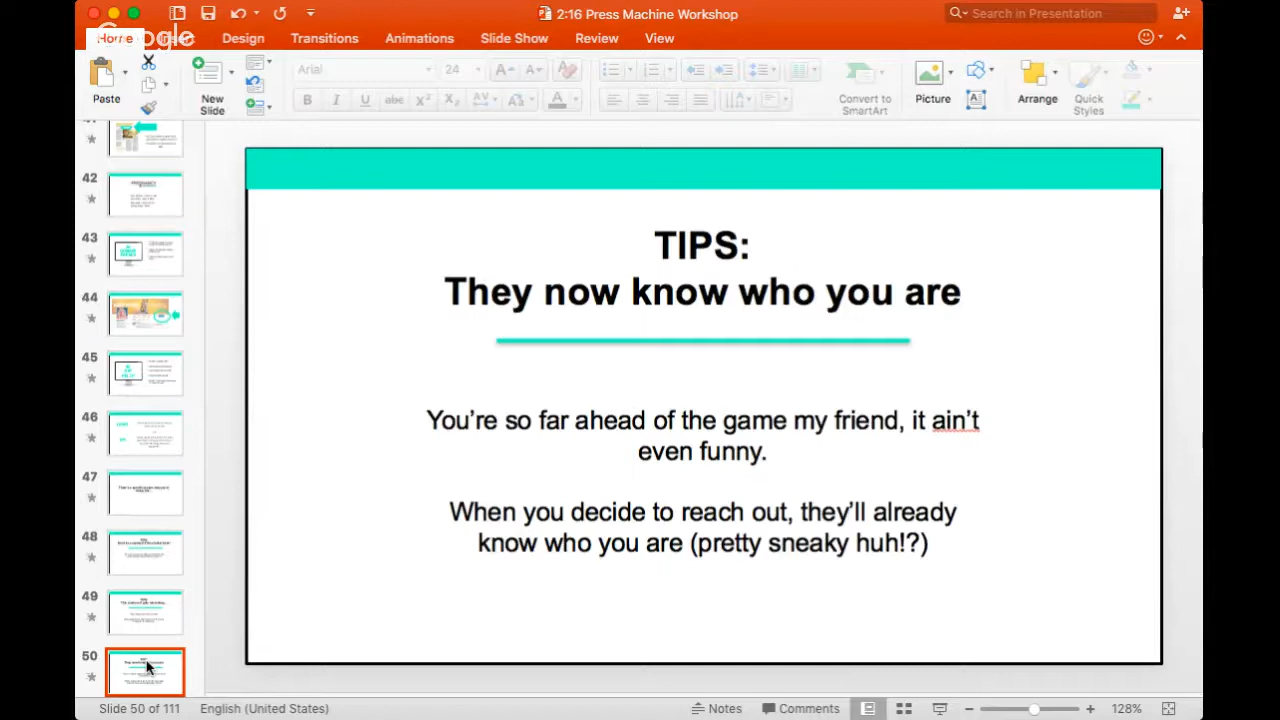 2:16 Press Machine Workshop
Search in Presentation
Google
Home Insert Design Transitions Animations Slide Show Review View
Paste
New
Slide
Arial
24
Convert to
SmartArt
Picture
Arrange
Quick
Styles
42
43
44
45
46
47
48
49
50
TIPS:
They now know who you are
You’re so far ahead of the game my friend, it ain’t
even funny.
When you decide to reach out, they’ll already
know who you are (pretty sneaky huh!?)
Slide 50 of 111 English (United States)
Notes Comments 128%